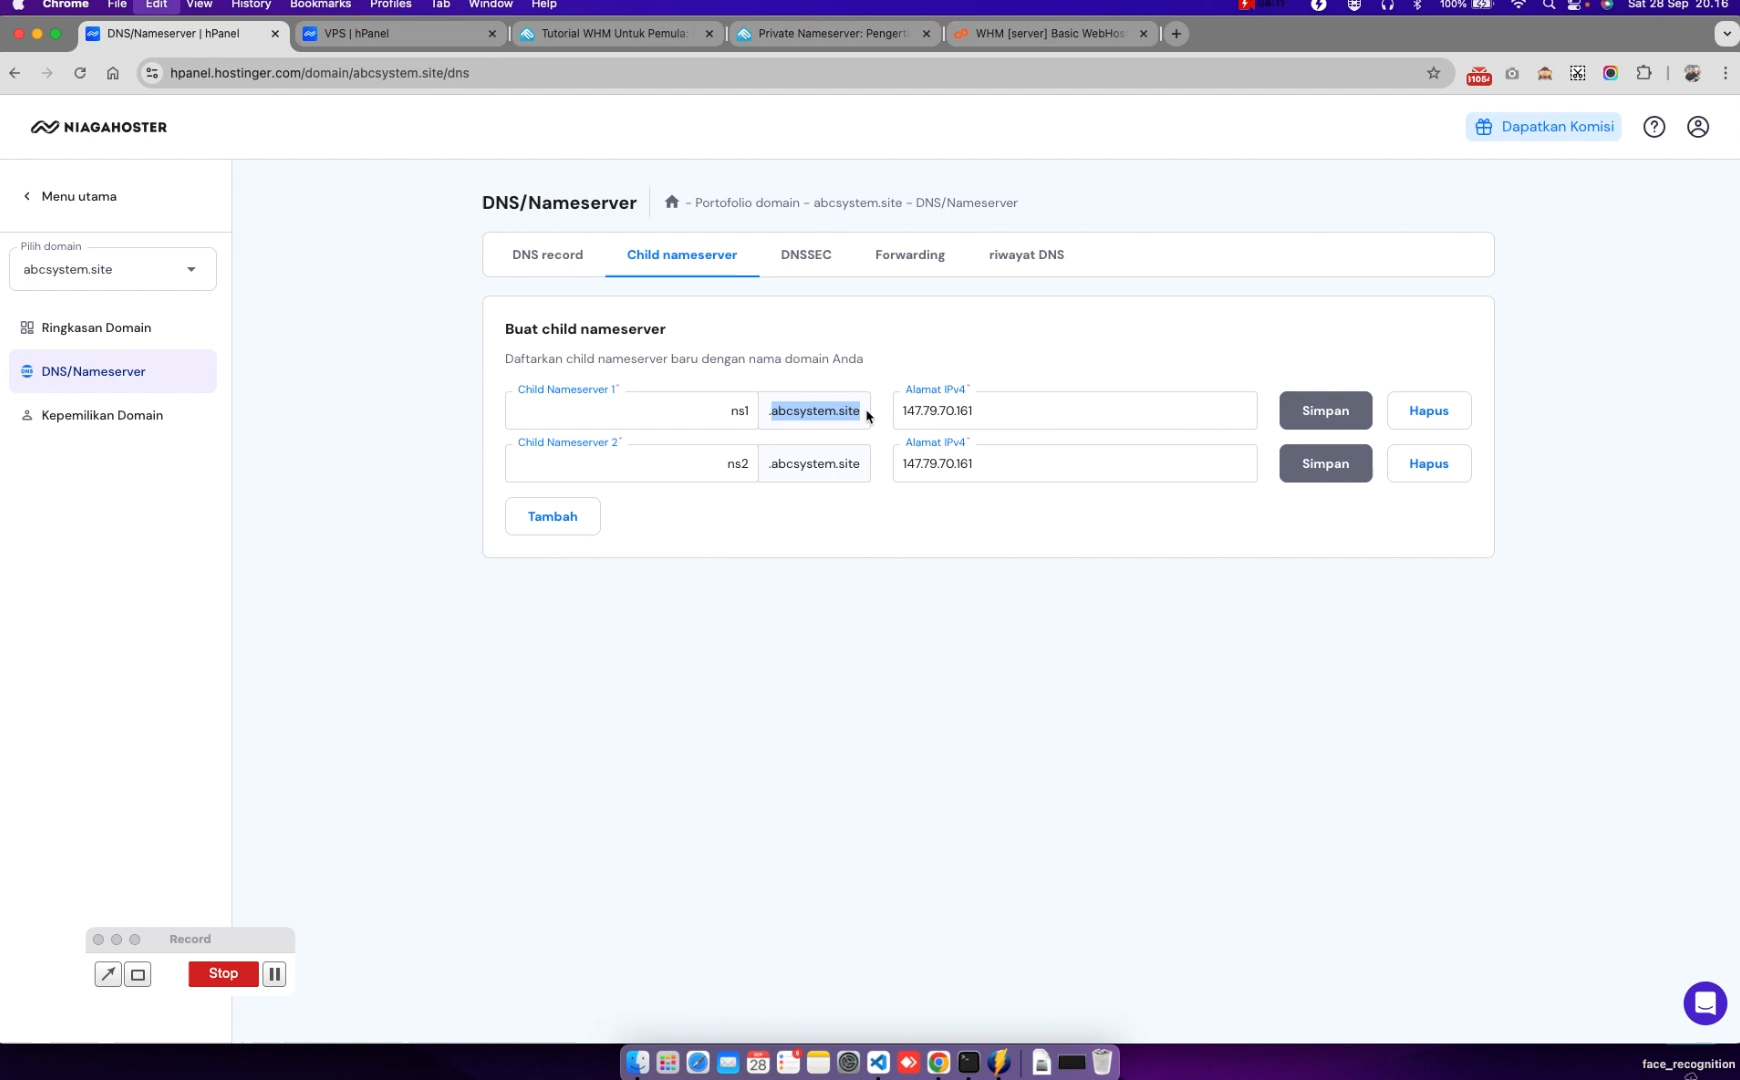 Chrome File Edit View History Bookmarks Profiles Tab Window Help 04:11 100% Sat 28 Sep 20.16
DNS/Nameserver | hPanel VPS | hPanel Tutorial WHM Untuk Pemula: Private Nameserver: Pengerti WHM [server] Basic WebHos
hpanel.hostinger.com/domain/abcsystem.site/dns
NIAGAHOSTER
Dapatkan Komisi
Menu utama
DNS/Nameserver - Portofolio domain - abcsystem.site - DNS/Nameserver
Pilih domain
abcsystem.site
DNS record Child nameserver DNSSEC Forwarding riwayat DNS
Ringkasan Domain
DNS/Nameserver
Kepemilikan Domain
Buat child nameserver
Daftarkan child nameserver baru dengan nama domain Anda
Child Nameserver 1* Alamat IPv4*
ns1 .abcsystem.site 147.79.70.161 Simpan Hapus
Child Nameserver 2* Alamat IPv4*
ns2 .abcsystem.site 147.79.70.161 Simpan Hapus
Tambah
Record
Stop
face_recognition